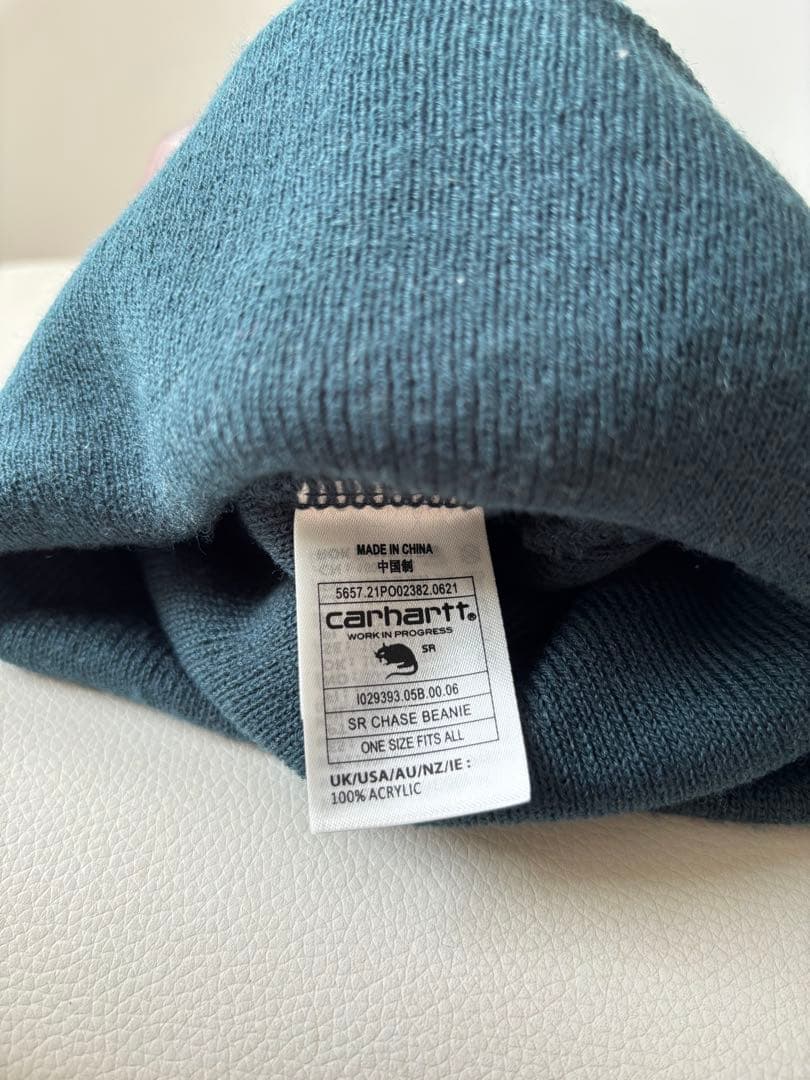 MADE IN CHINA
中国制
5657.21PO02382.0621
carhartt®
WORK IN PROGRESS
SR
I029393.05B.00.06
SR CHASE BEANIE
ONE SIZE FITS ALL
UK/USA/AU/NZ/IE :
100% ACRYLIC